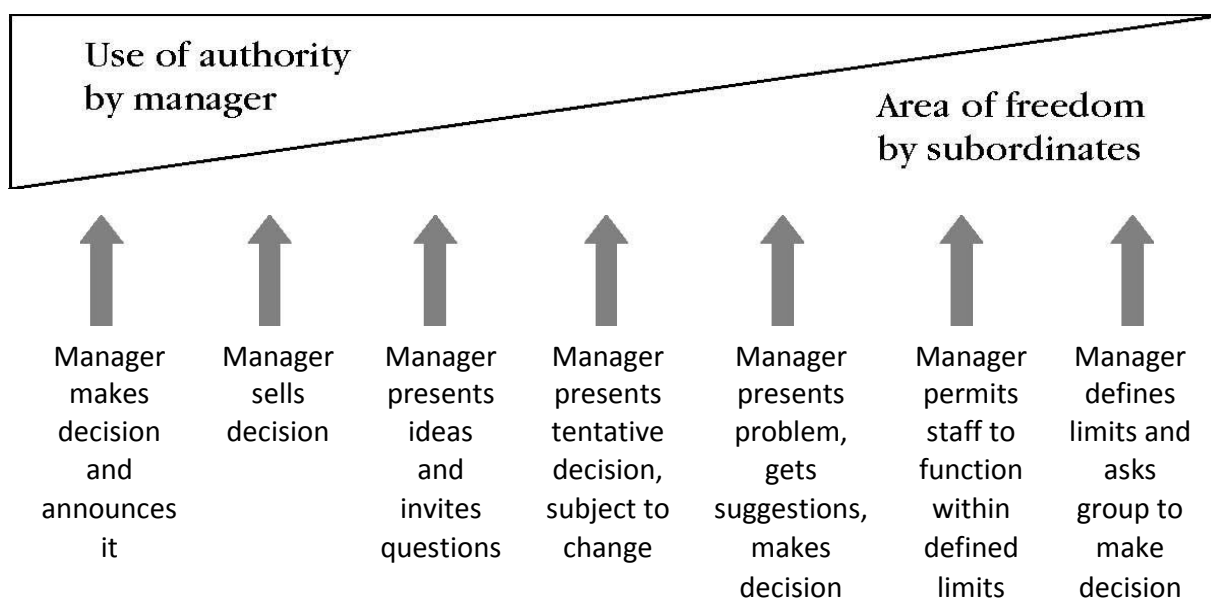 Use of authority
by manager
Area of freedom
by subordinates
Manager
makes
decision
and
announces
it
Manager
sells
decision
Manager
presents
ideas
and
invites
questions
Manager
presents
tentative
decision,
subject to
change
Manager
presents
problem,
gets
suggestions,
makes
decision
Manager
permits
staff to
function
within
defined
limits
Manager
defines
limits and
asks
group to
make
decision